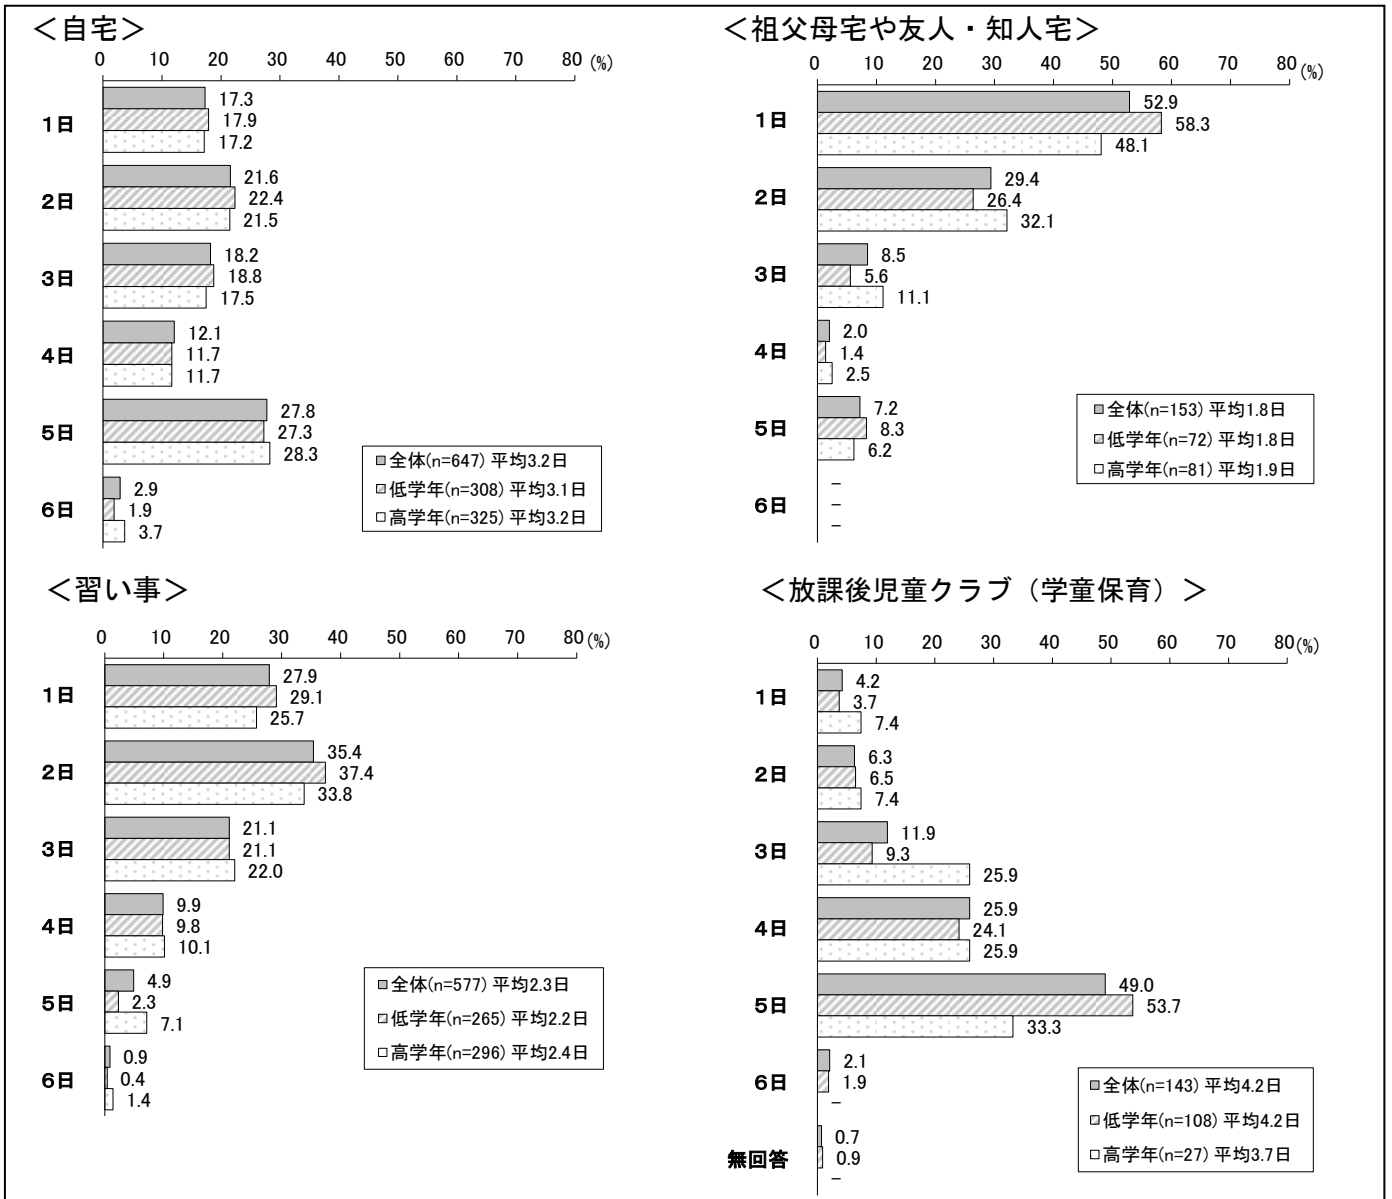 ＜自宅＞
0 10 20 30 40 50 60 70 80 (%)
1日 17.3 17.9 17.2
2日 21.6 22.4 21.5
3日 18.2 18.8 17.5
4日 12.1 11.7 11.7
5日 27.8 27.3 28.3
6日 2.9 1.9 3.7
全体(n=647) 平均3.2日
低学年(n=308) 平均3.1日
高学年(n=325) 平均3.2日
＜祖父母宅や友人・知人宅＞
0 10 20 30 40 50 60 70 80 (%)
1日 52.9 58.3 48.1
2日 29.4 26.4 32.1
3日 8.5 5.6 11.1
4日 2.0 1.4 2.5
5日 7.2 8.3 6.2
6日 － － －
全体(n=153) 平均1.8日
低学年(n=72) 平均1.8日
高学年(n=81) 平均1.9日
＜習い事＞
0 10 20 30 40 50 60 70 80 (%)
1日 27.9 29.1 25.7
2日 35.4 37.4 33.8
3日 21.1 21.1 22.0
4日 9.9 9.8 10.1
5日 4.9 2.3 7.1
6日 0.9 0.4 1.4
全体(n=577) 平均2.3日
低学年(n=265) 平均2.2日
高学年(n=296) 平均2.4日
＜放課後児童クラブ（学童保育）＞
0 10 20 30 40 50 60 70 80 (%)
1日 4.2 3.7 7.4
2日 6.3 6.5 7.4
3日 11.9 9.3 25.9
4日 25.9 24.1 25.9
5日 49.0 53.7 33.3
6日 2.1 1.9 －
無回答 0.7 0.9 －
全体(n=143) 平均4.2日
低学年(n=108) 平均4.2日
高学年(n=27) 平均3.7日